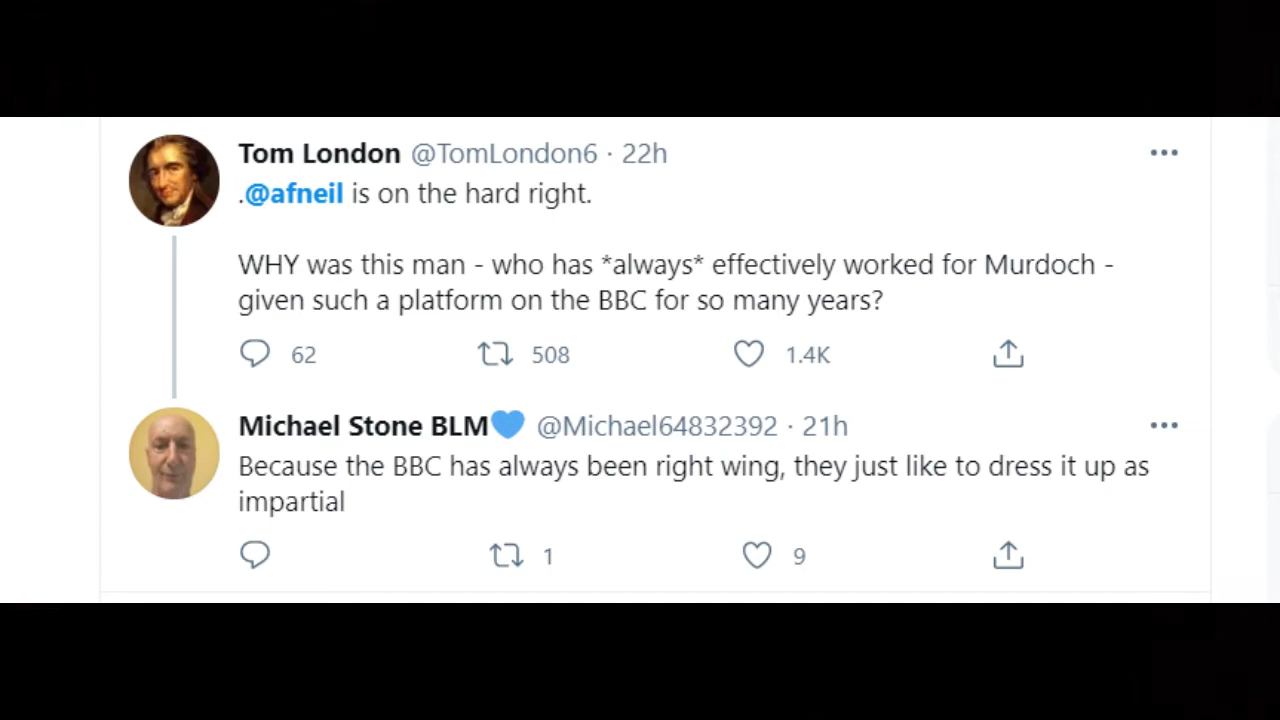 Tom London @TomLondon6 · 22h
.@afneil is on the hard right.
WHY was this man - who has *always* effectively worked for Murdoch -
given such a platform on the BBC for so many years?
62 508 1.4K
Michael Stone BLM💙 @Michael64832392 · 21h
Because the BBC has always been right wing, they just like to dress it up as
impartial
1 9